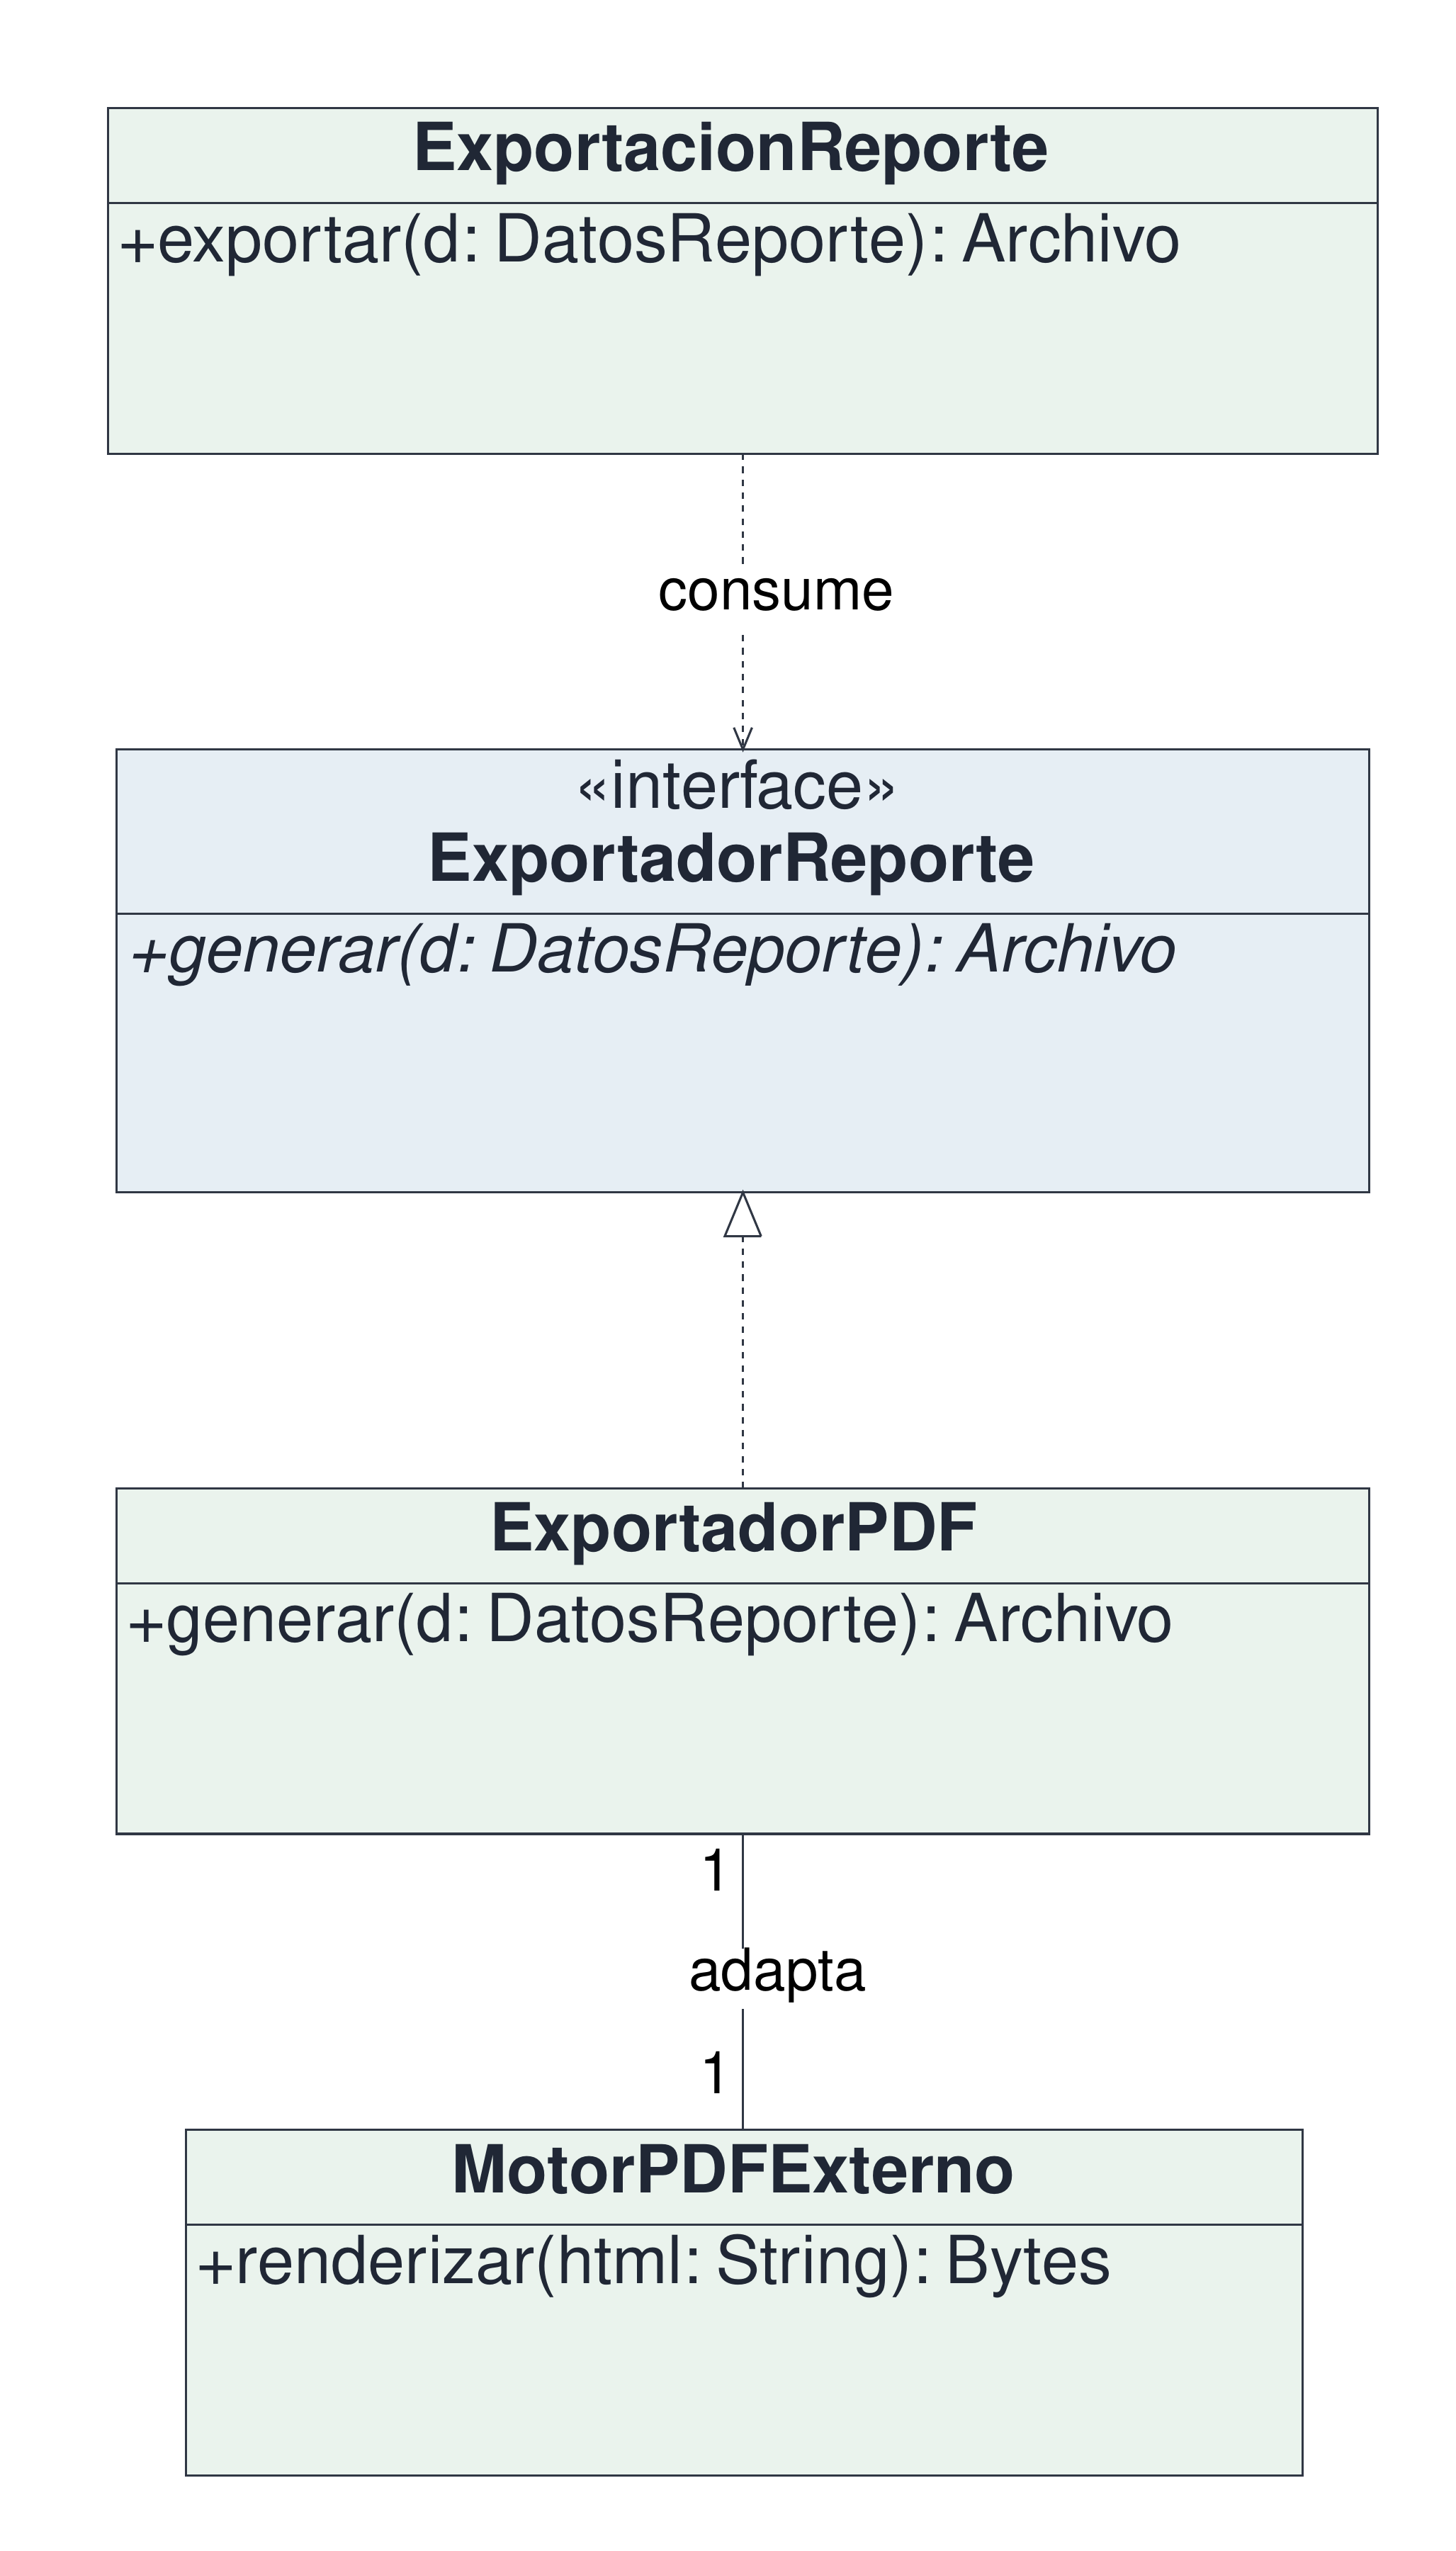 ExportacionReporte
+exportar(d: DatosReporte): Archivo
consume
«interface»
ExportadorReporte
+generar(d: DatosReporte): Archivo
ExportadorPDF
+generar(d: DatosReporte): Archivo
1
adapta
1
MotorPDFExterno
+renderizar(html: String): Bytes